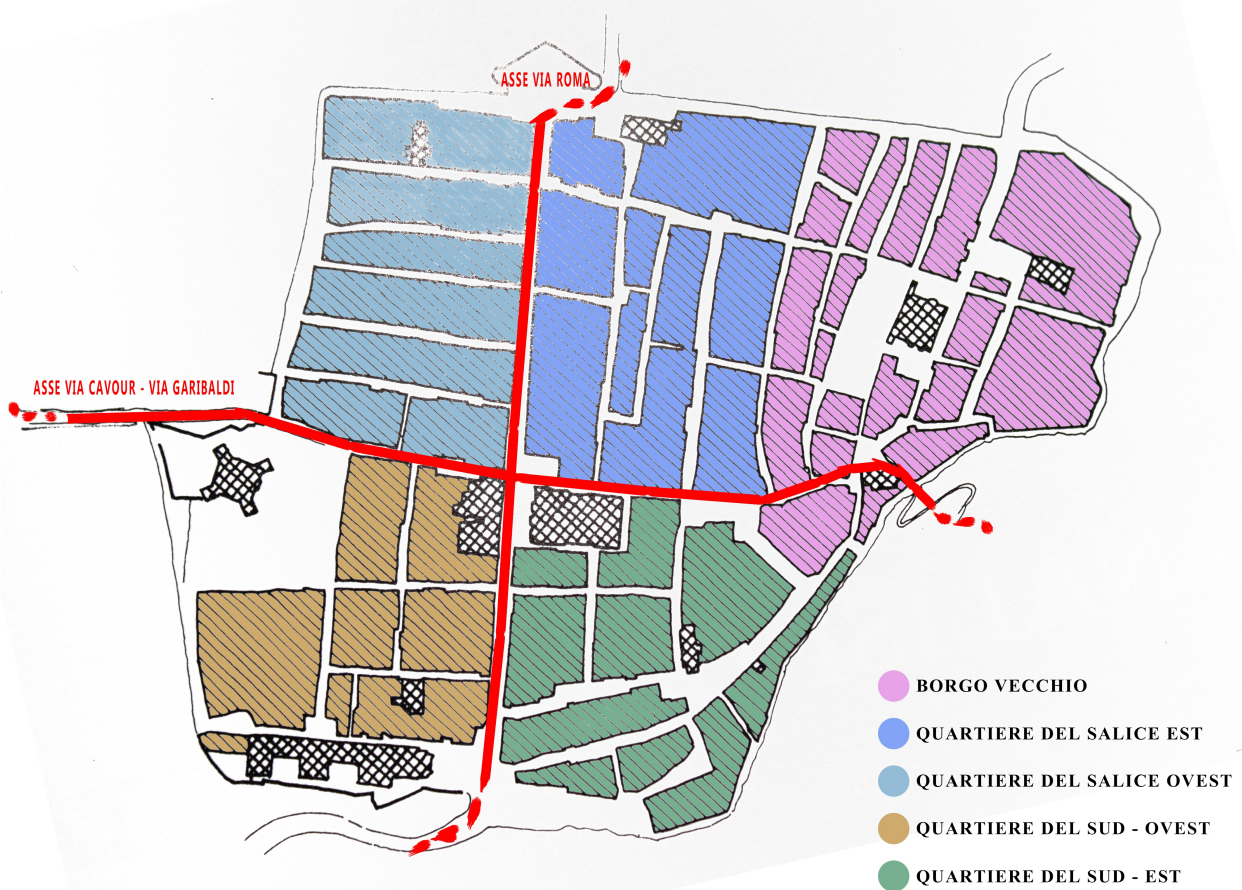 ASSE VIA ROMA
ASSE VIA CAVOUR - VIA GARIBALDI
BORGO VECCHIO
QUARTIERE DEL SALICE EST
QUARTIERE DEL SALICE OVEST
QUARTIERE DEL SUD - OVEST
QUARTIERE DEL SUD - EST